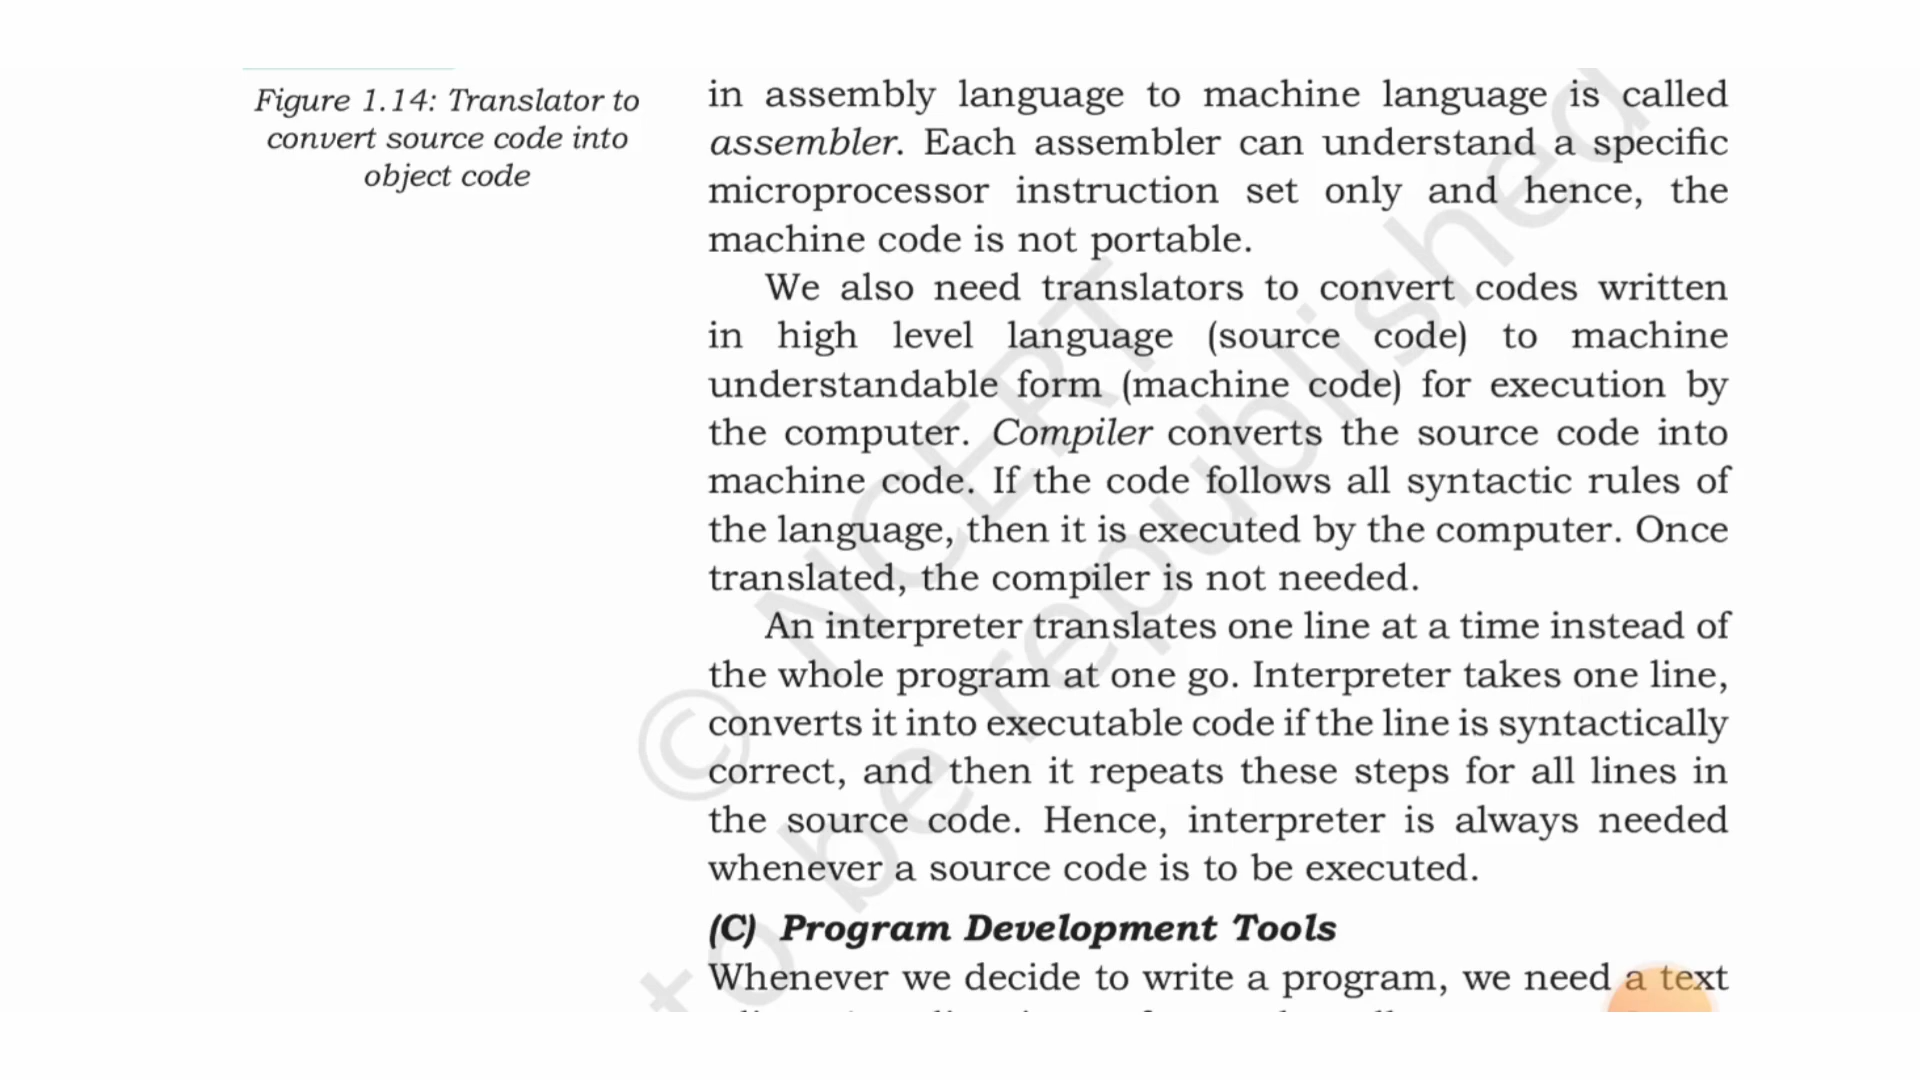 Figure 1.14: Translator to
convert source code into
object code
in assembly language to machine language is called
assembler. Each assembler can understand a specific
microprocessor instruction set only and hence, the
machine code is not portable.
We also need translators to convert codes written
in high level language (source code) to machine
understandable form (machine code) for execution by
the computer. Compiler converts the source code into
machine code. If the code follows all syntactic rules of
the language, then it is executed by the computer. Once
translated, the compiler is not needed.
An interpreter translates one line at a time instead of
the whole program at one go. Interpreter takes one line,
converts it into executable code if the line is syntactically
correct, and then it repeats these steps for all lines in
the source code. Hence, interpreter is always needed
whenever a source code is to be executed.
(C) Program Development Tools
Whenever we decide to write a program, we need a text
© NCERT
to be republished